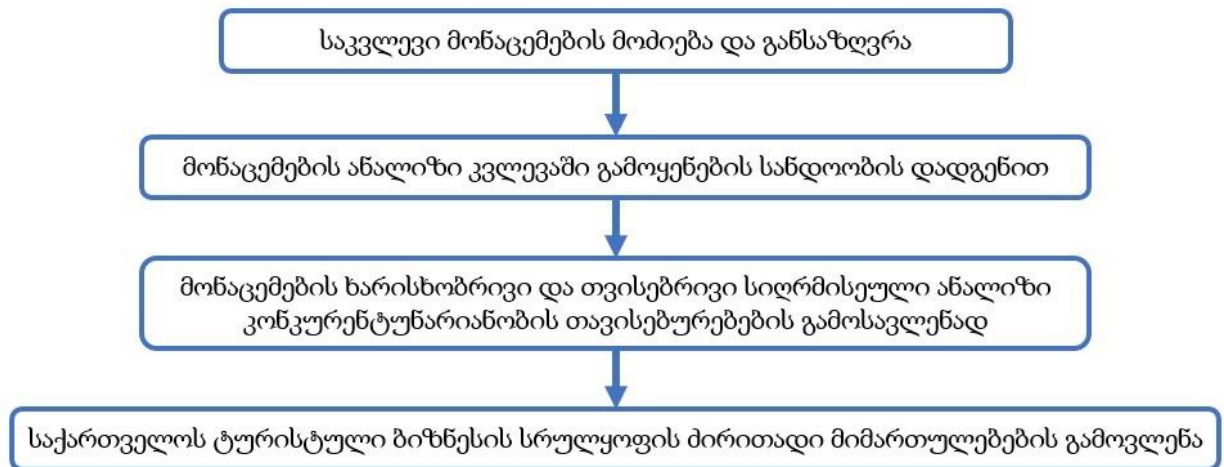 საკვლევი მონაცემების მოძიება და განსაზღვრა
მონაცემების ანალიზი კვლევაში გამოყენების სანდოობის დადგენით
მონაცემების ხარისხობრივი და თვისებრივი სიღრმისეული ანალიზი
კონკურენტუნარიანობის თავისებურებების გამოსავლენად
საქართველოს ტურისტული ბიზნესის სრულყოფის ძირითადი მიმართულებების გამოვლენა